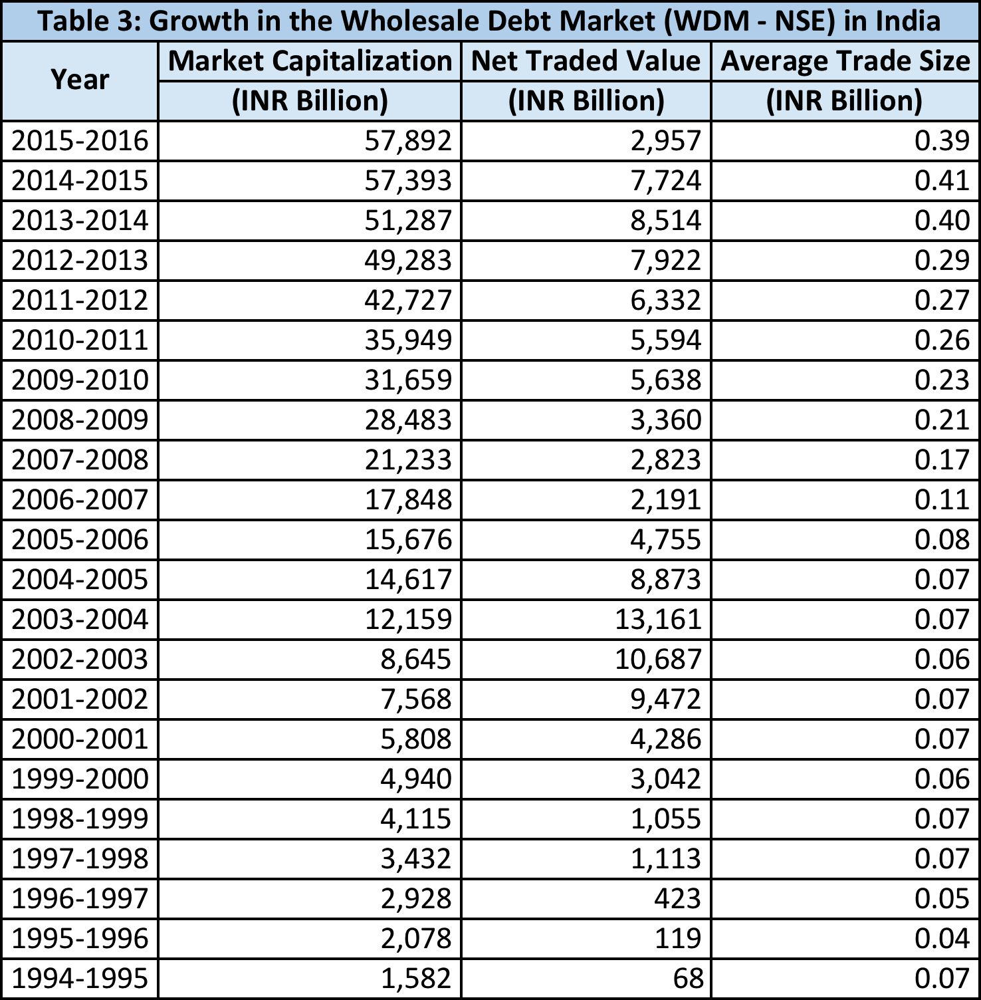 Table 3: Growth in the Wholesale Debt Market (WDM - NSE) in India
Year Market Capitalization Net Traded Value Average Trade Size
(INR Billion) (INR Billion) (INR Billion)
2015-2016 57,892 2,957 0.39
2014-2015 57,393 7,724 0.41
2013-2014 51,287 8,514 0.40
2012-2013 49,283 7,922 0.29
2011-2012 42,727 6,332 0.27
2010-2011 35,949 5,594 0.26
2009-2010 31,659 5,638 0.23
2008-2009 28,483 3,360 0.21
2007-2008 21,233 2,823 0.17
2006-2007 17,848 2,191 0.11
2005-2006 15,676 4,755 0.08
2004-2005 14,617 8,873 0.07
2003-2004 12,159 13,161 0.07
2002-2003 8,645 10,687 0.06
2001-2002 7,568 9,472 0.07
2000-2001 5,808 4,286 0.07
1999-2000 4,940 3,042 0.06
1998-1999 4,115 1,055 0.07
1997-1998 3,432 1,113 0.07
1996-1997 2,928 423 0.05
1995-1996 2,078 119 0.04
1994-1995 1,582 68 0.07